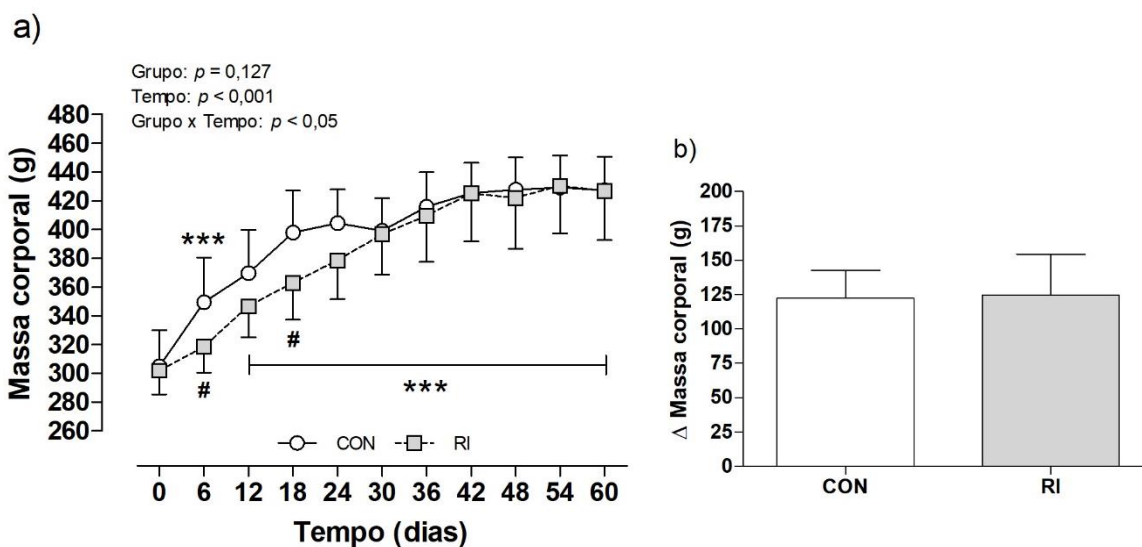 a)
Grupo: p = 0,127
Tempo: p < 0,001
Grupo x Tempo: p < 0,05
Massa corporal (g)
480
460
440
420
400
380
360
340
320
300
280
260
***
#
#
***
CON
RI
0 6 12 18 24 30 36 42 48 54 60
Tempo (dias)
b)
Δ Massa corporal (g)
200
175
150
125
100
75
50
25
0
CON RI